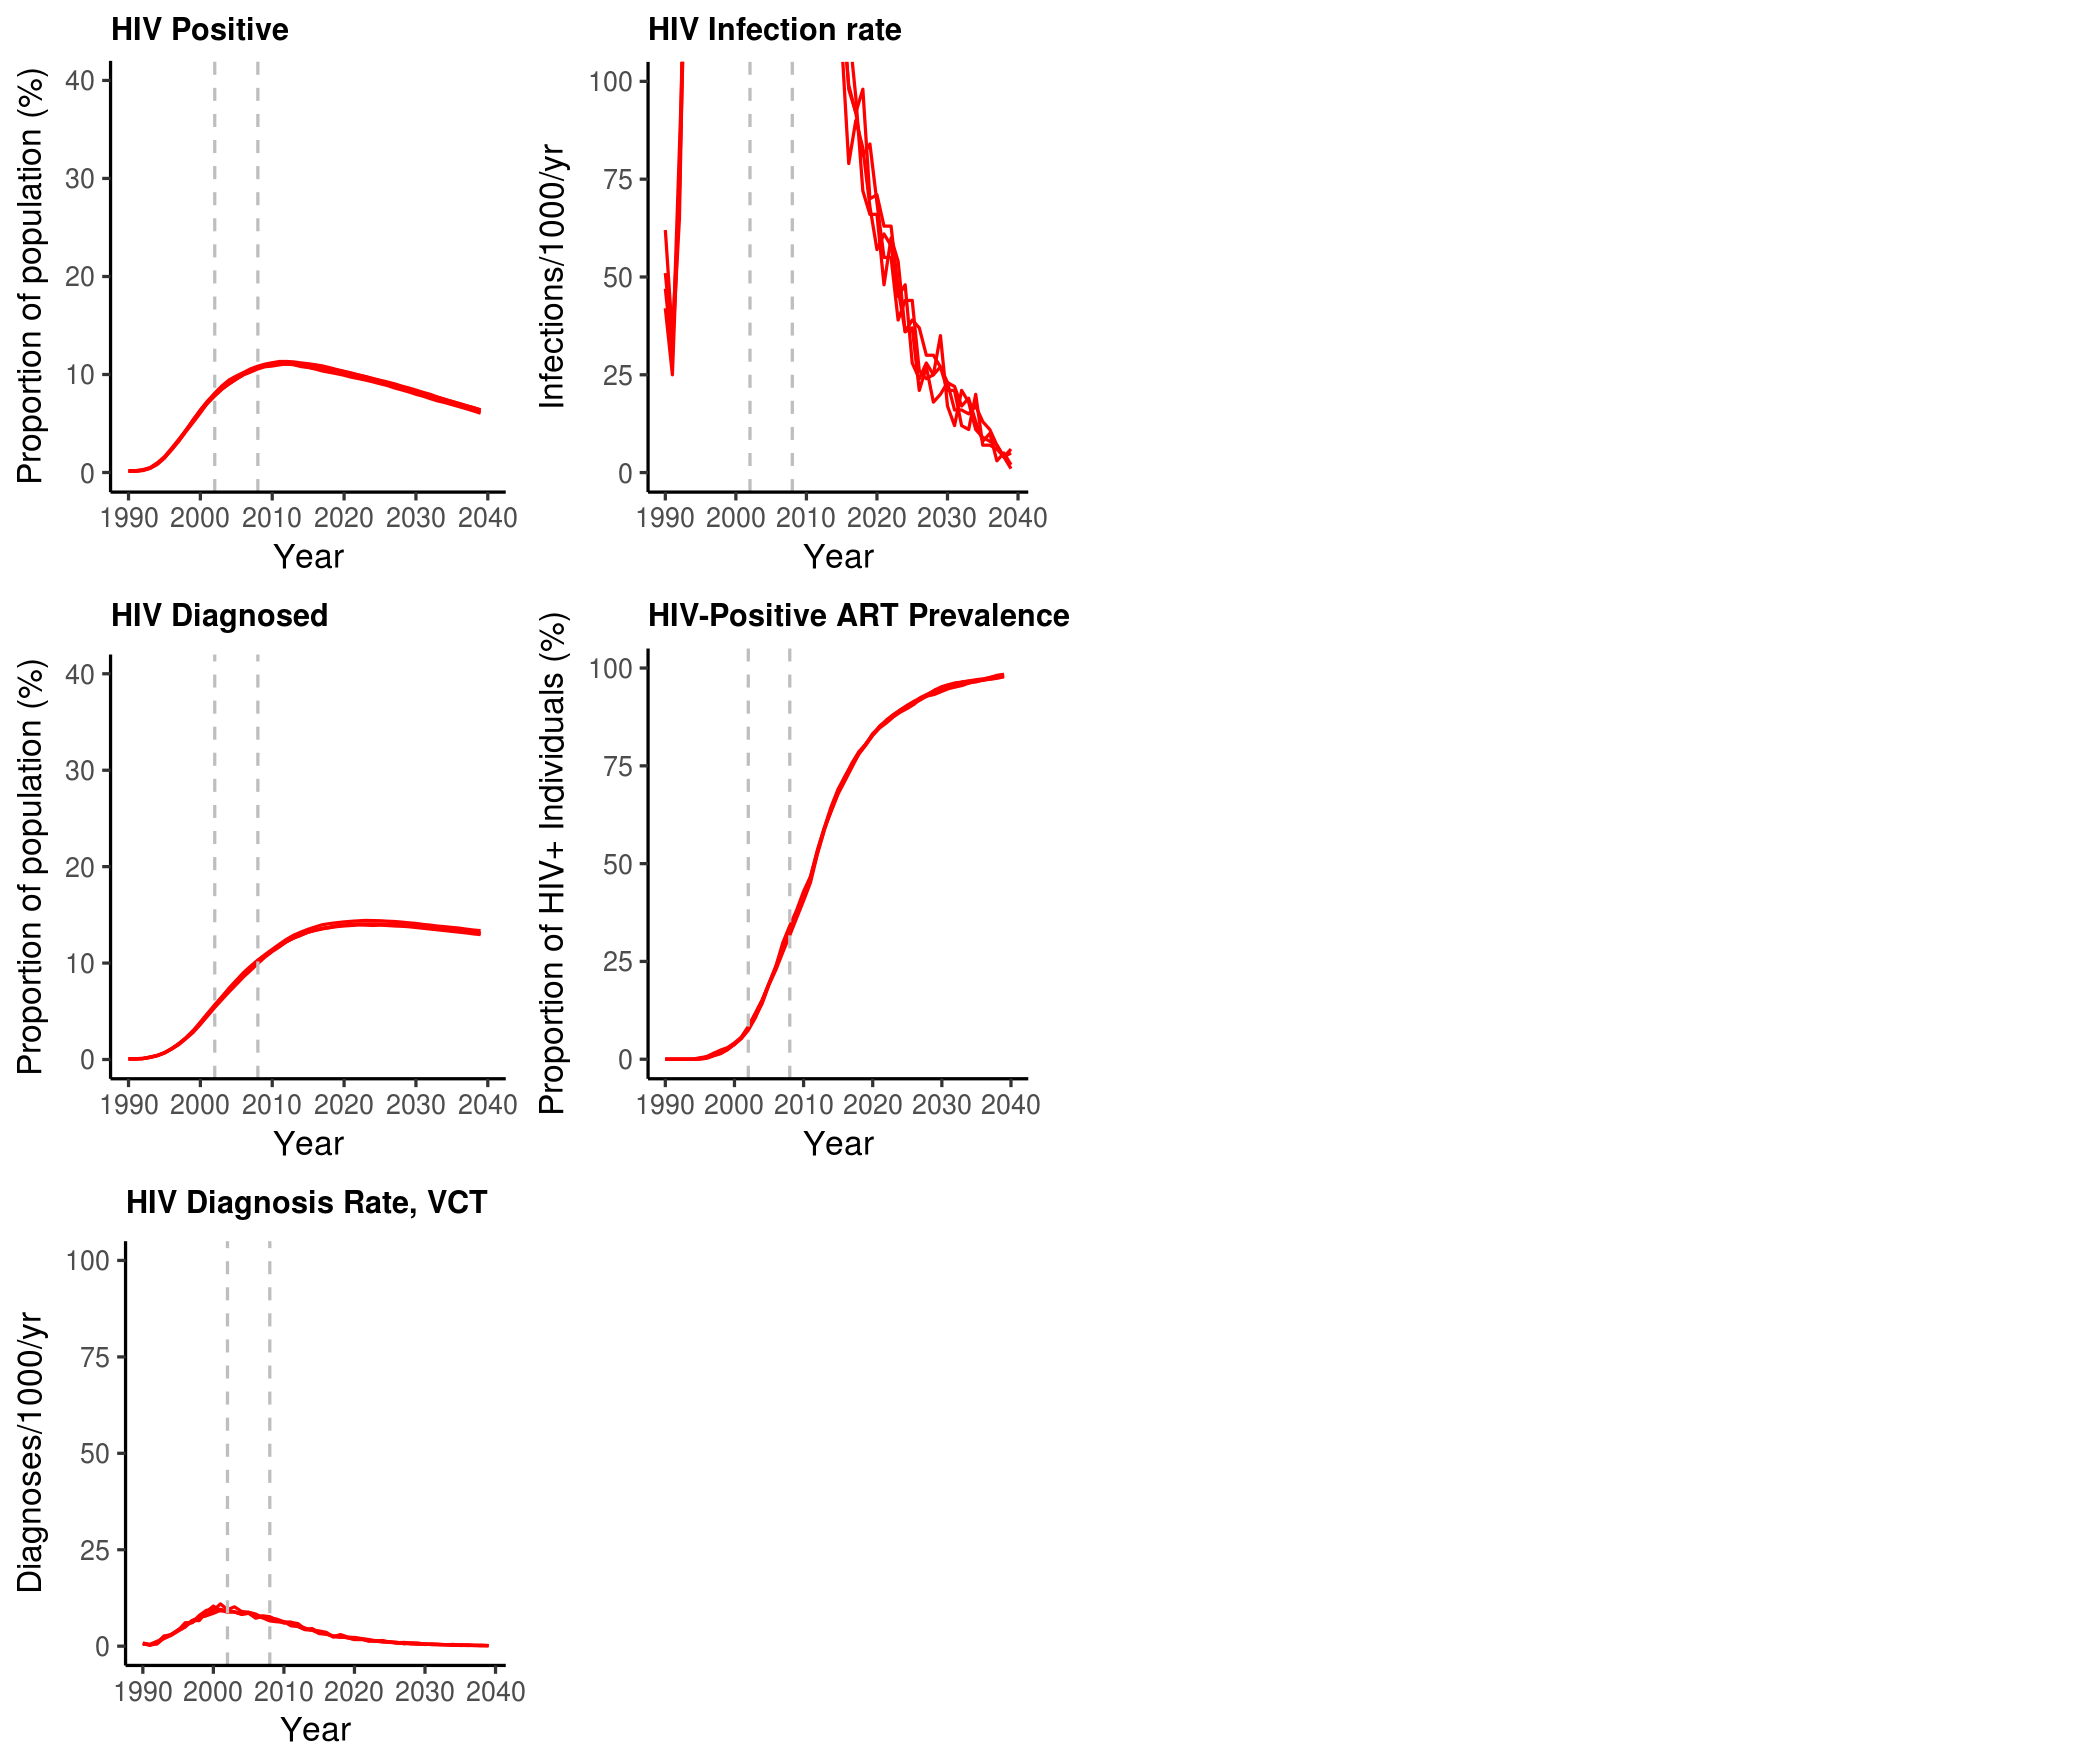 HIV Positive
Proportion of population (%)
40
30
20
10
0
1990 2000 2010 2020 2030 2040
Year
HIV Infection rate
Infections/1000/yr
100
75
50
25
0
1990 2000 2010 2020 2030 2040
Year
HIV Diagnosed
Proportion of population (%)
40
30
20
10
0
1990 2000 2010 2020 2030 2040
Year
HIV-Positive ART Prevalence
Proportion of HIV+ Individuals (%)
100
75
50
25
0
1990 2000 2010 2020 2030 2040
Year
HIV Diagnosis Rate, VCT
Diagnoses/1000/yr
100
75
50
25
0
1990 2000 2010 2020 2030 2040
Year